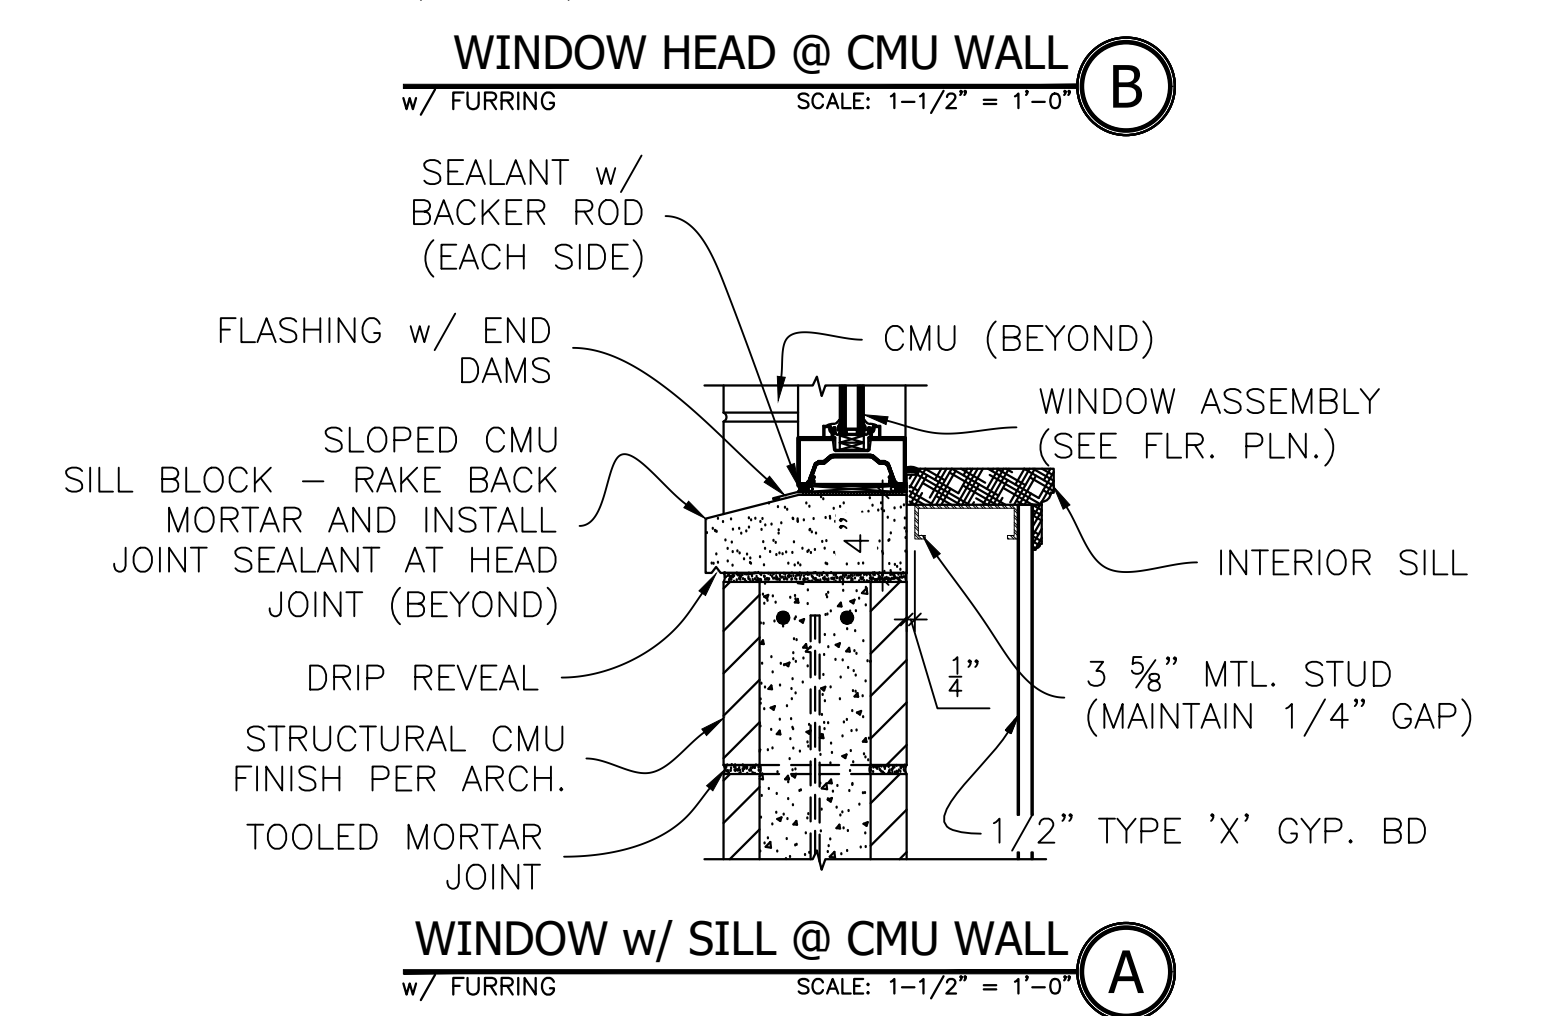 WINDOW HEAD @ CMU WALL
B
w/ FURRING
SCALE: 1-1/2" = 1'-0"
SEALANT w/
BACKER ROD
(EACH SIDE)
FLASHING w/ END
DAMS
CMU (BEYOND)
WINDOW ASSEMBLY
(SEE FLR. PLN.)
SLOPED CMU
SILL BLOCK – RAKE BACK
MORTAR AND INSTALL
JOINT SEALANT AT HEAD
JOINT (BEYOND)
4"
INTERIOR SILL
DRIP REVEAL
1/4"
3 5/8" MTL. STUD
(MAINTAIN 1/4" GAP)
STRUCTURAL CMU
FINISH PER ARCH.
TOOLED MORTAR
JOINT
1/2" TYPE 'X' GYP. BD
WINDOW w/ SILL @ CMU WALL
A
w/ FURRING
SCALE: 1-1/2" = 1'-0"